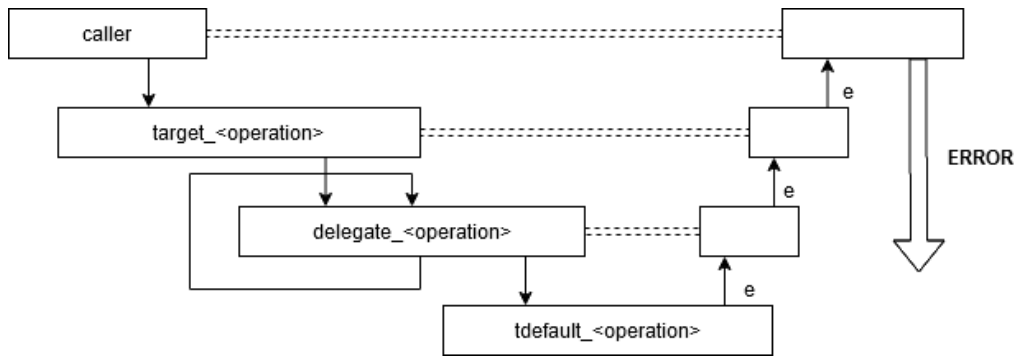 caller
e
target_<operation>
ERROR
e
delegate_<operation>
e
tdefault_<operation>